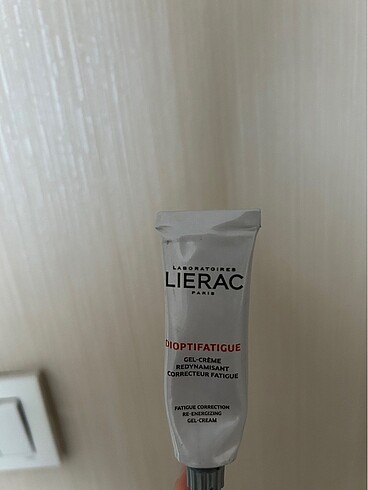 LABORATOIRES
LIERAC
PARIS
DIOPTIFATIGUE
GEL-CRÈME
REDYNAMISANT
CORRECTEUR FATIGUE
FATIGUE CORRECTION
RE-ENERGIZING
GEL-CREAM